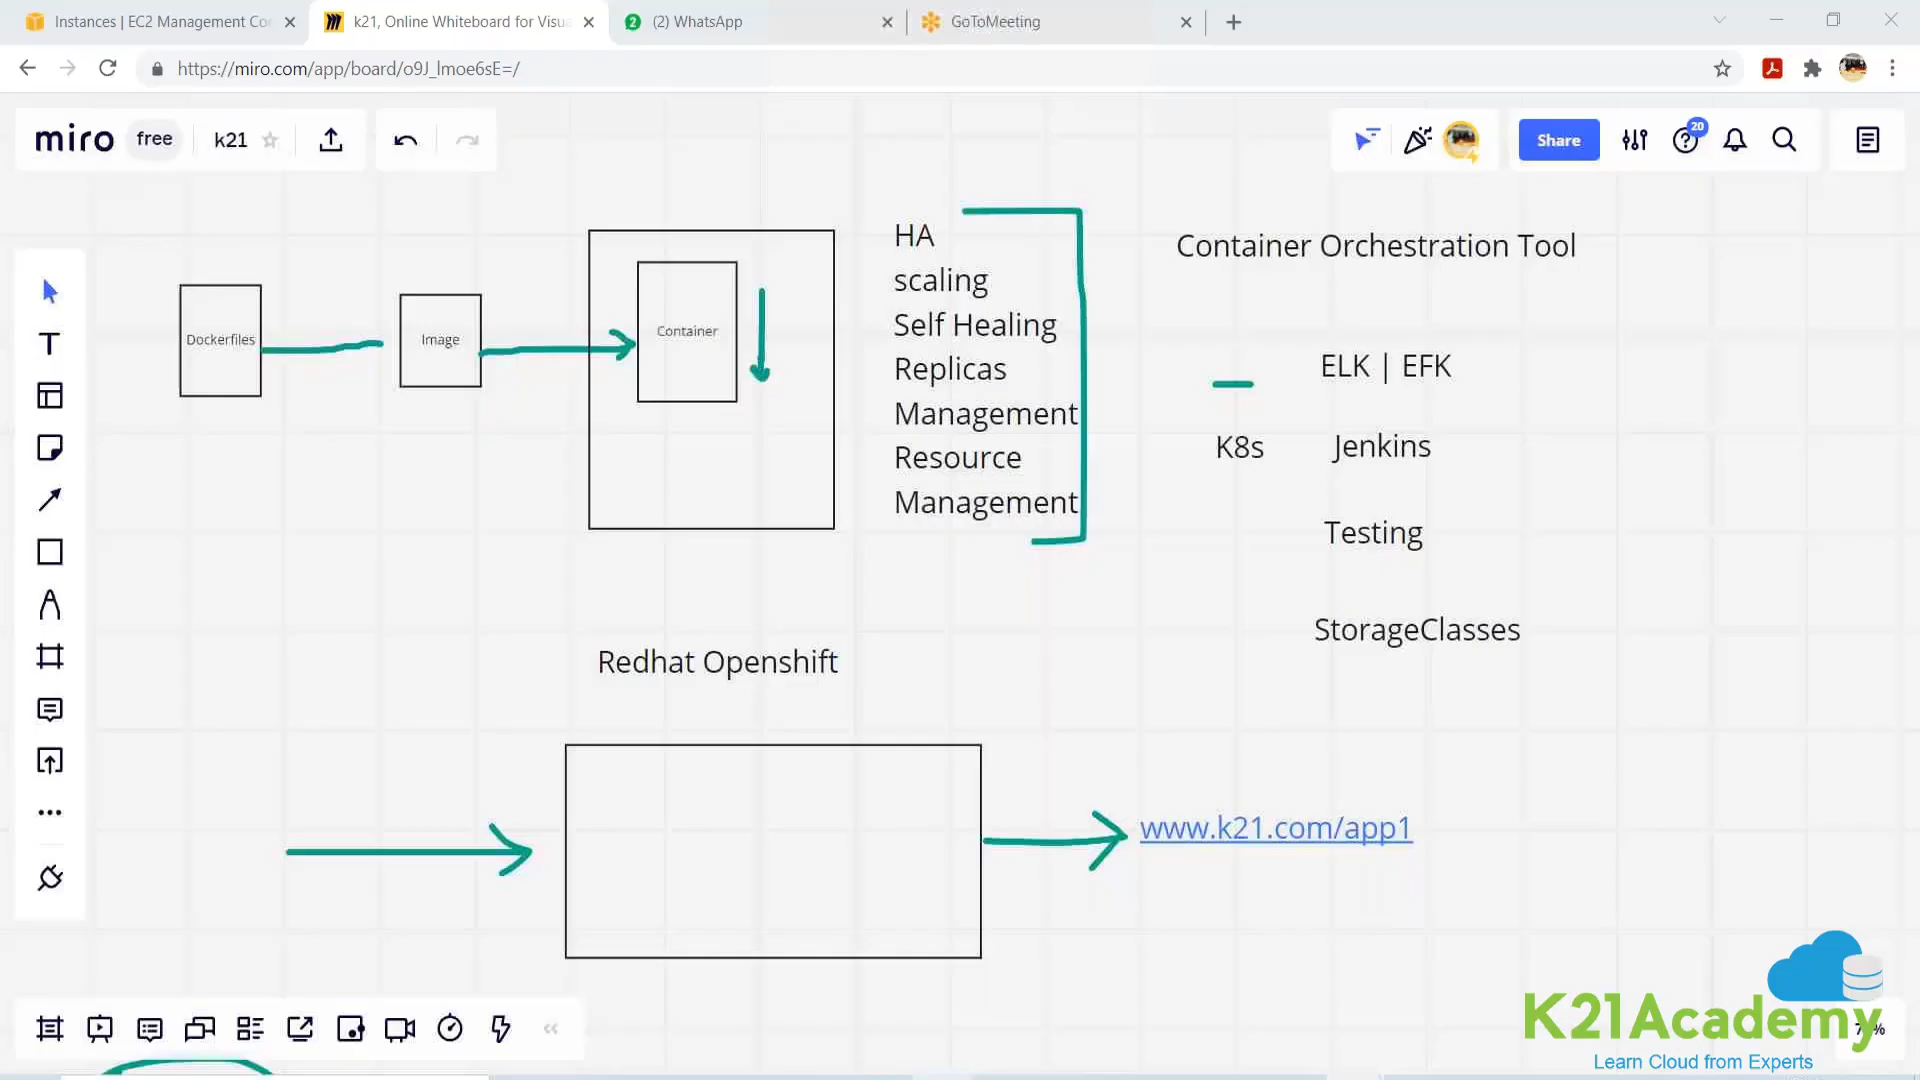 Instances | EC2 Management Co
k21, Online Whiteboard for Visua
(2) WhatsApp
GoToMeeting
https://miro.com/app/board/o9J_lmoe6sE=/
miro
free
k21
Share
20
HA
scaling
Self Healing
Replicas
Management
Resource
Management
Container Orchestration Tool
Dockerfiles
Image
Container
ELK | EFK
K8s
Jenkins
Testing
StorageClasses
Redhat Openshift
www.k21.com/app1
K21Academy
Learn Cloud from Experts